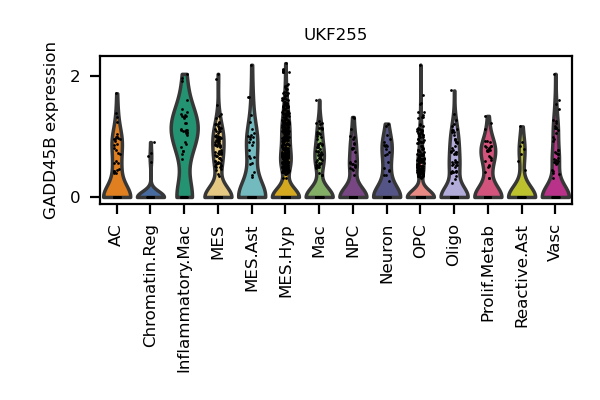 UKF255
GADD45B expression
2
0
AC
Chromatin.Reg
Inflammatory.Mac
MES
MES.Ast
MES.Hyp
Mac
NPC
Neuron
OPC
Oligo
Prolif.Metab
Reactive.Ast
Vasc